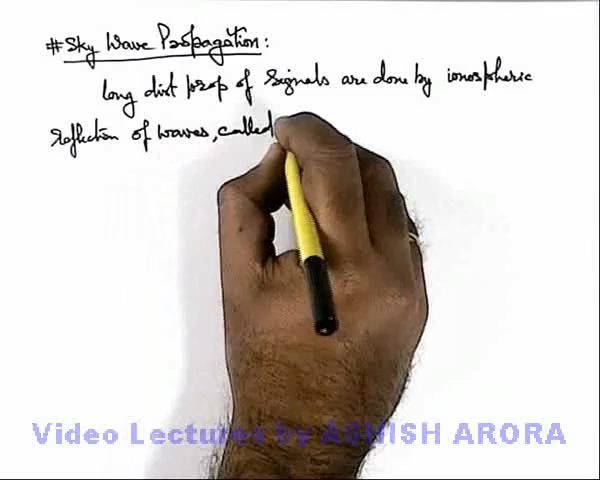 # Sky Wave Propagation :
long dist prop of signals are done by ionospheric
reflection of waves, called
Video Lectures by ASHISH ARORA